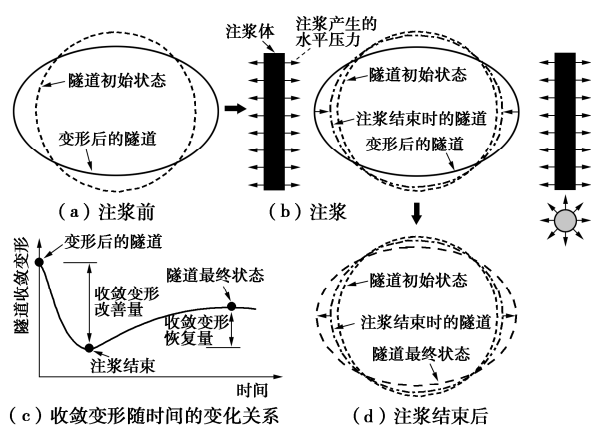 隧道初始状态
变形后的隧道
(a)注浆前
注浆体
注浆产生的
水平压力
隧道初始状态
注浆结束时的隧道
变形后的隧道
(b)注浆
隧道收敛变形
变形后的隧道
收敛变形
改善量
隧道最终状态
收敛变形
恢复量
注浆结束
时间
(c)收敛变形随时间的变化关系
隧道初始状态
注浆结束时的隧道
隧道最终状态
(d)注浆结束后